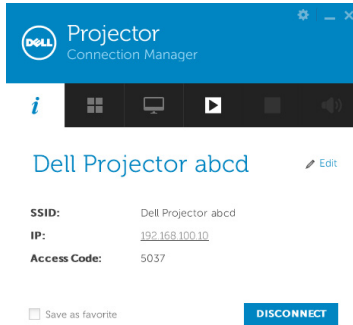 DELL
Projector
Connection Manager
i
Dell Projector abcd
Edit
SSID: Dell Projector abcd
IP: 192.168.100.10
Access Code: 5037
Save as favorite
DISCONNECT